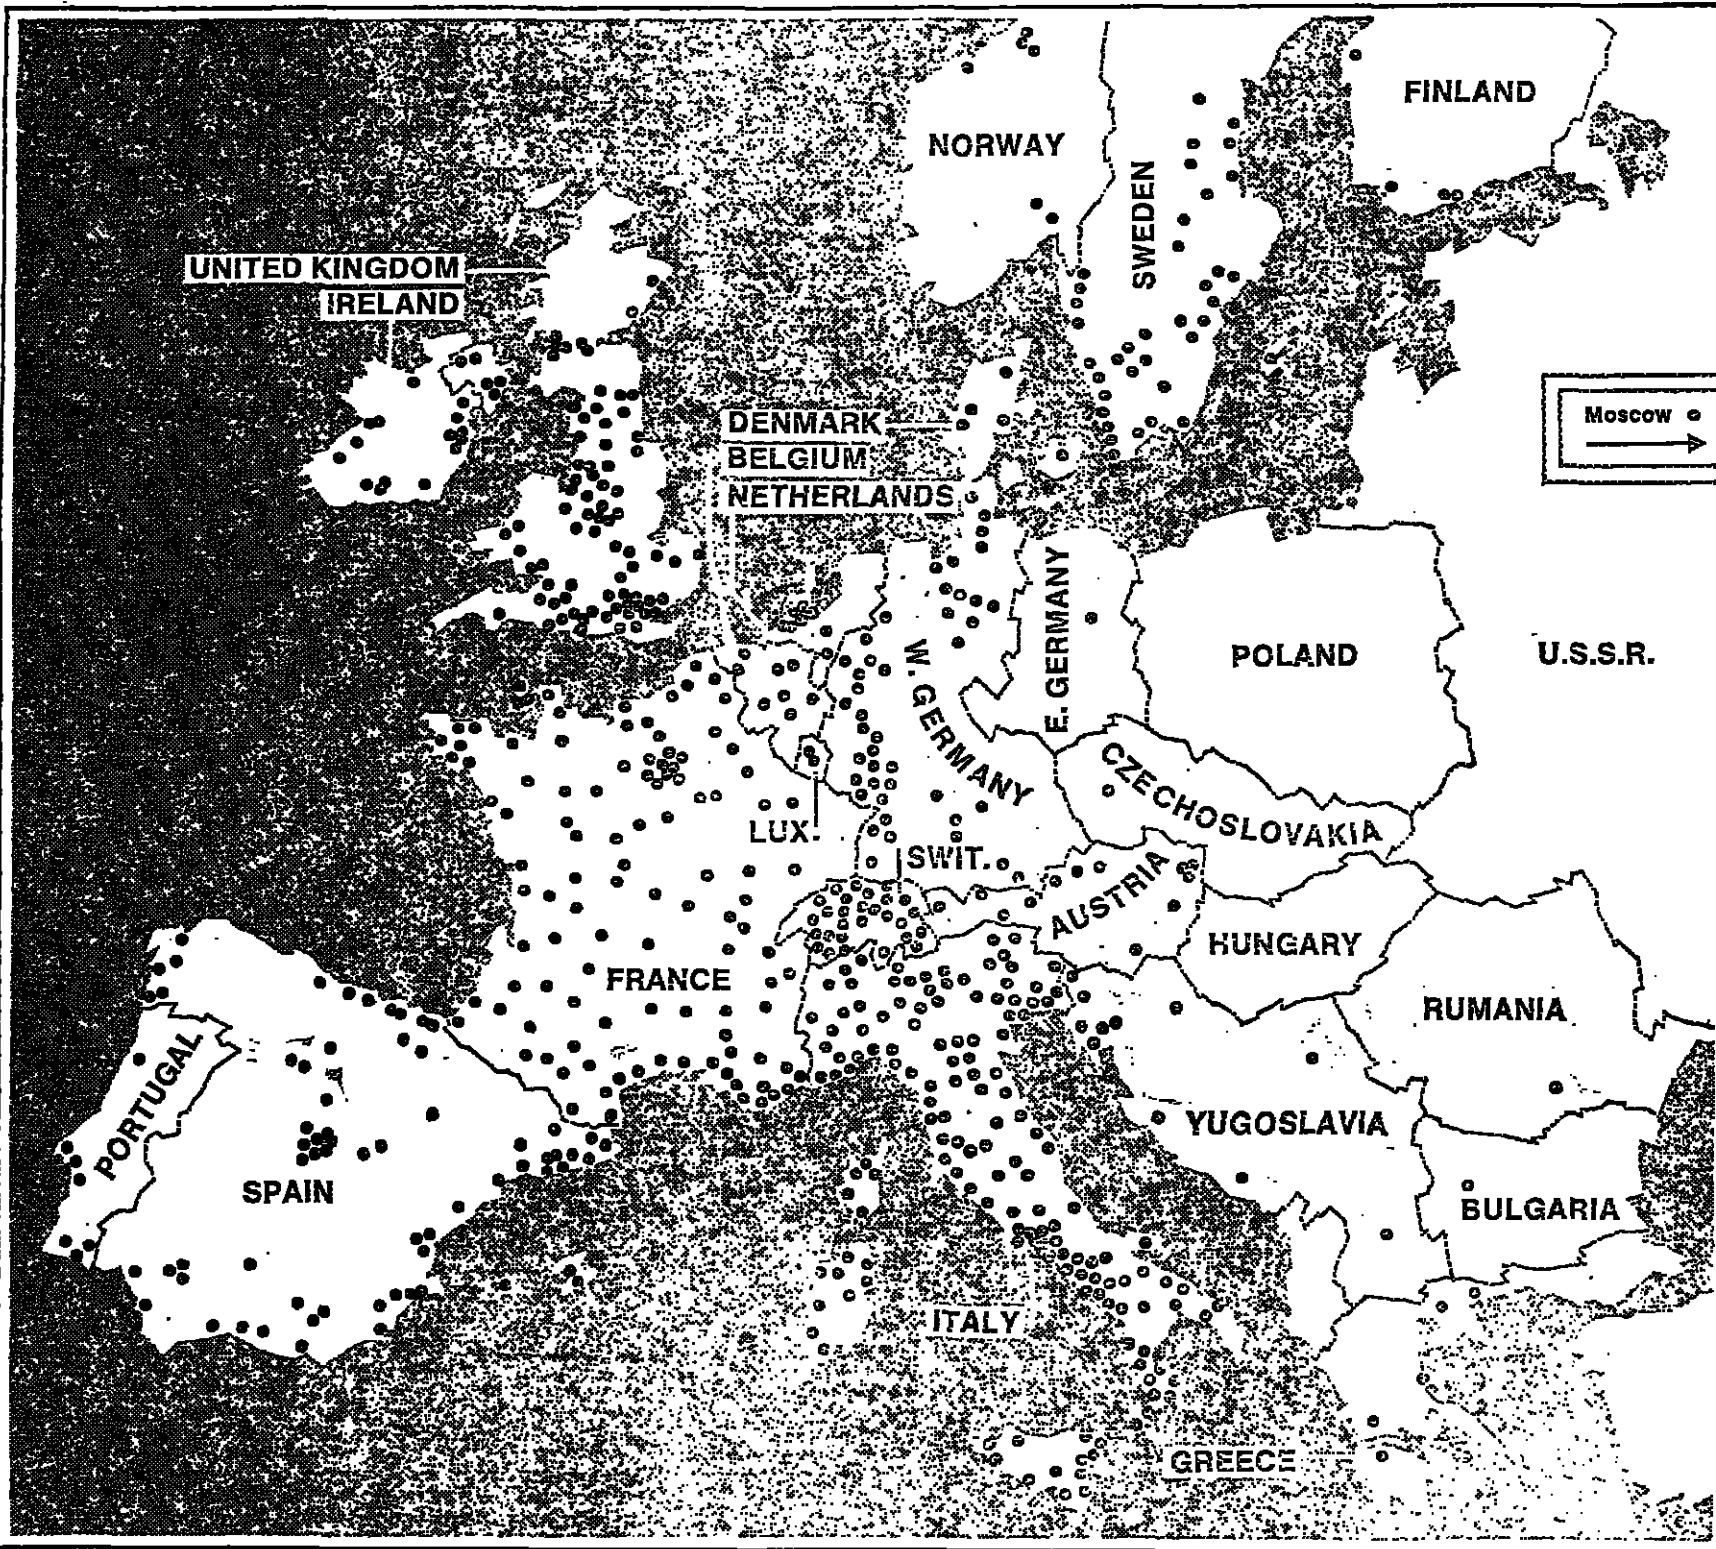 FINLAND
NORWAY
SWEDEN
UNITED KINGDOM
IRELAND
Moscow
DENMARK
BELGIUM
NETHERLANDS
E. GERMANY
POLAND
U.S.S.R.
W. GERMANY
CZECHOSLOVAKIA
LUX.
SWIT.
AUSTRIA
HUNGARY
FRANCE
RUMANIA
PORTUGAL
YUGOSLAVIA
SPAIN
BULGARIA
ITALY
GREECE